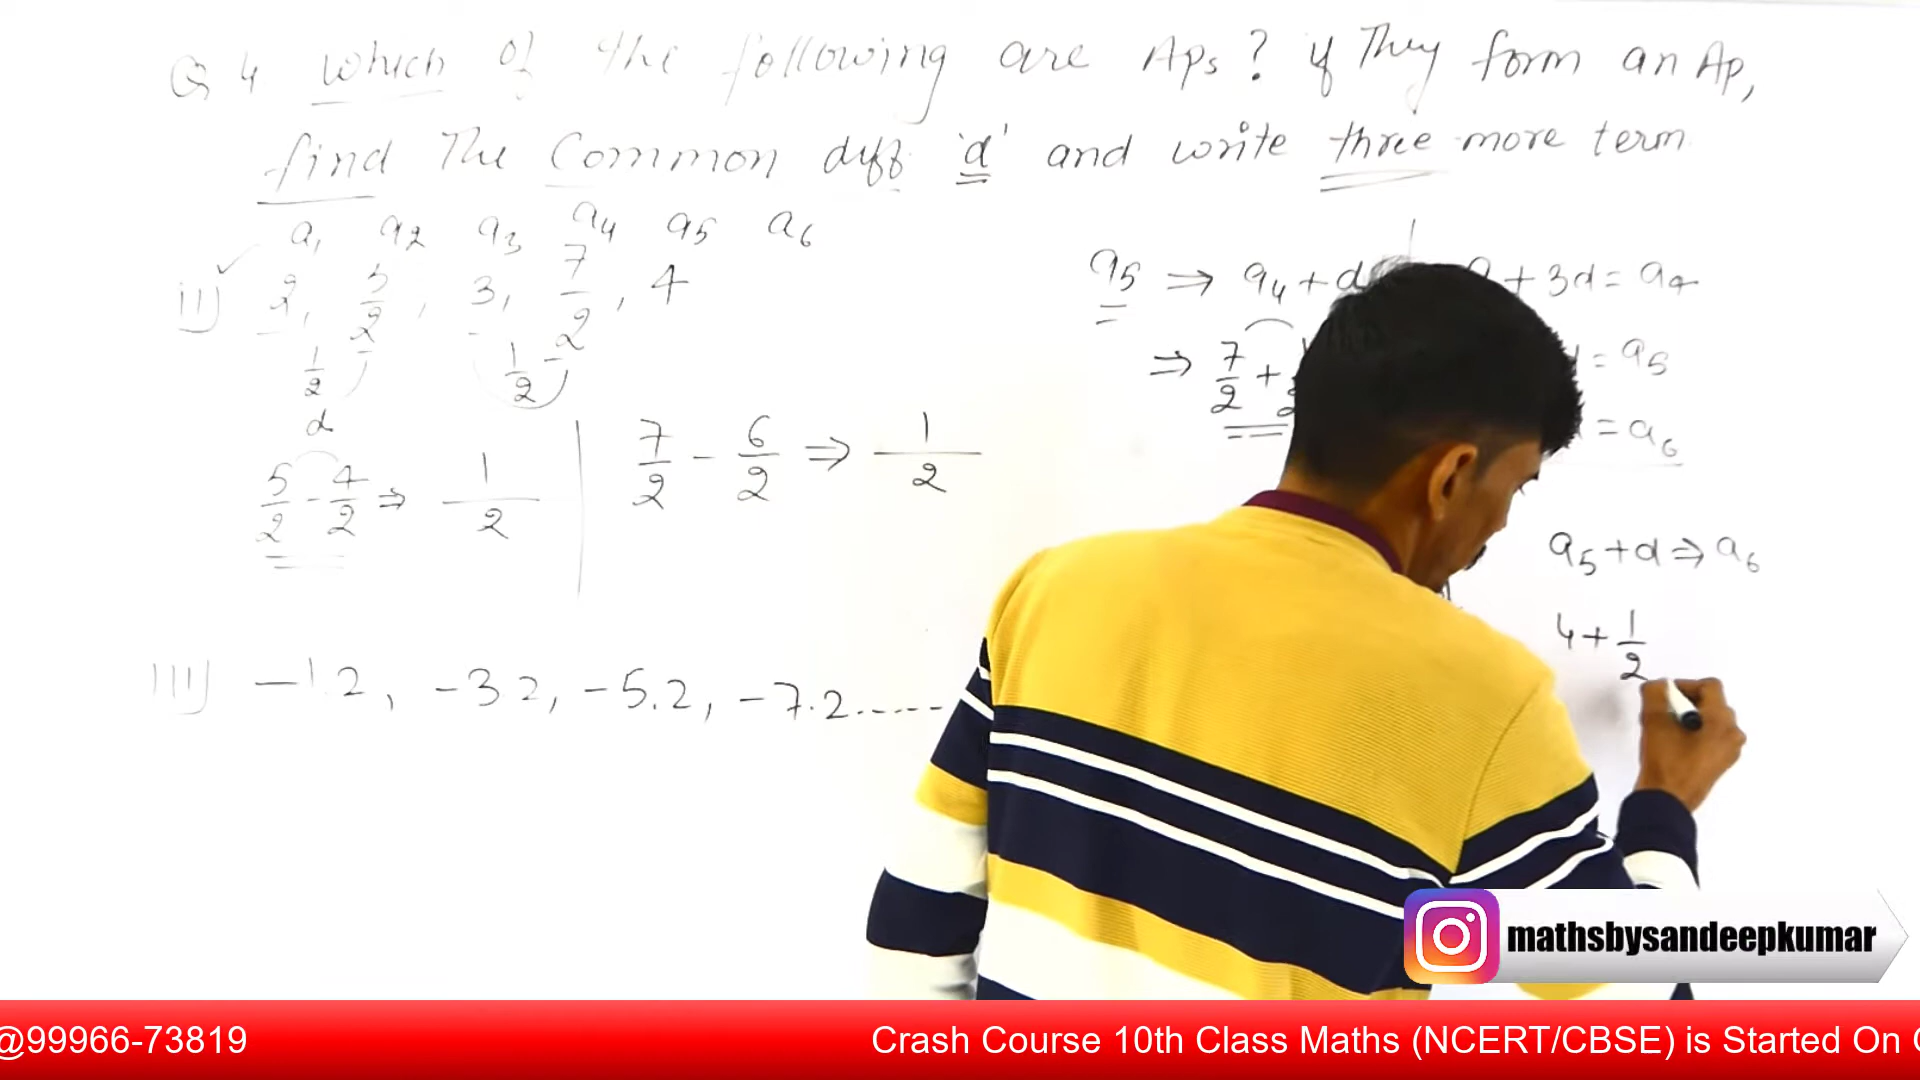 Q 4 Which of the following are APs? if They form an AP,
find The Common diff 'd' and write three more term
a1 a2 a3 a4 a5 a6
ii) 2, 5/2, 3, 7/2, 4
1/2 1/2
d
5/2 - 4/2 ⇒ 1/2
7/2 - 6/2 ⇒ 1/2
iii) -1.2, -3.2, -5.2, -7.2.....
a5 ⇒ a4+d
+ 3d = a4
⇒ 7/2 +
= a5
= a6
a5+d ⇒ a6
4+1/2
mathsbysandeepkumar
@99966-73819 Crash Course 10th Class Maths (NCERT/CBSE) is Started On